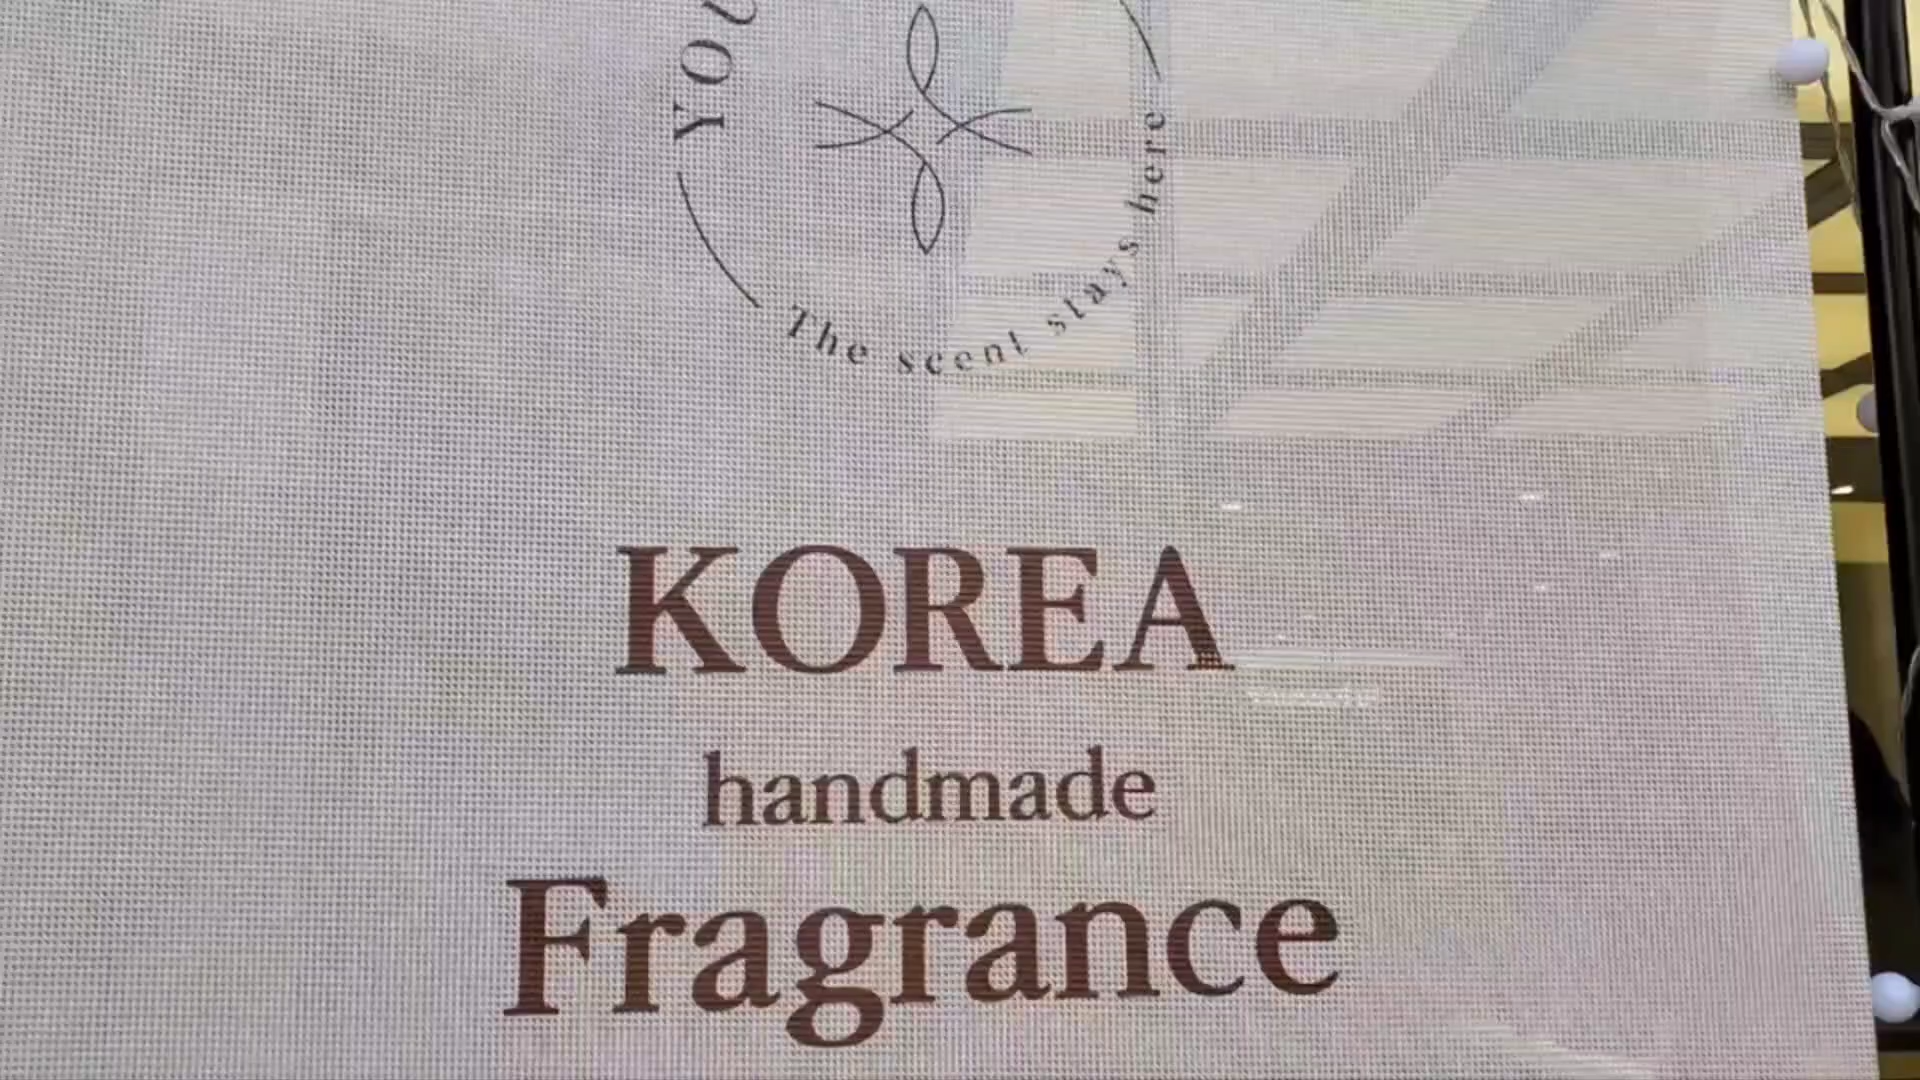 The scent stays here
KOREA
handmade
Fragrance